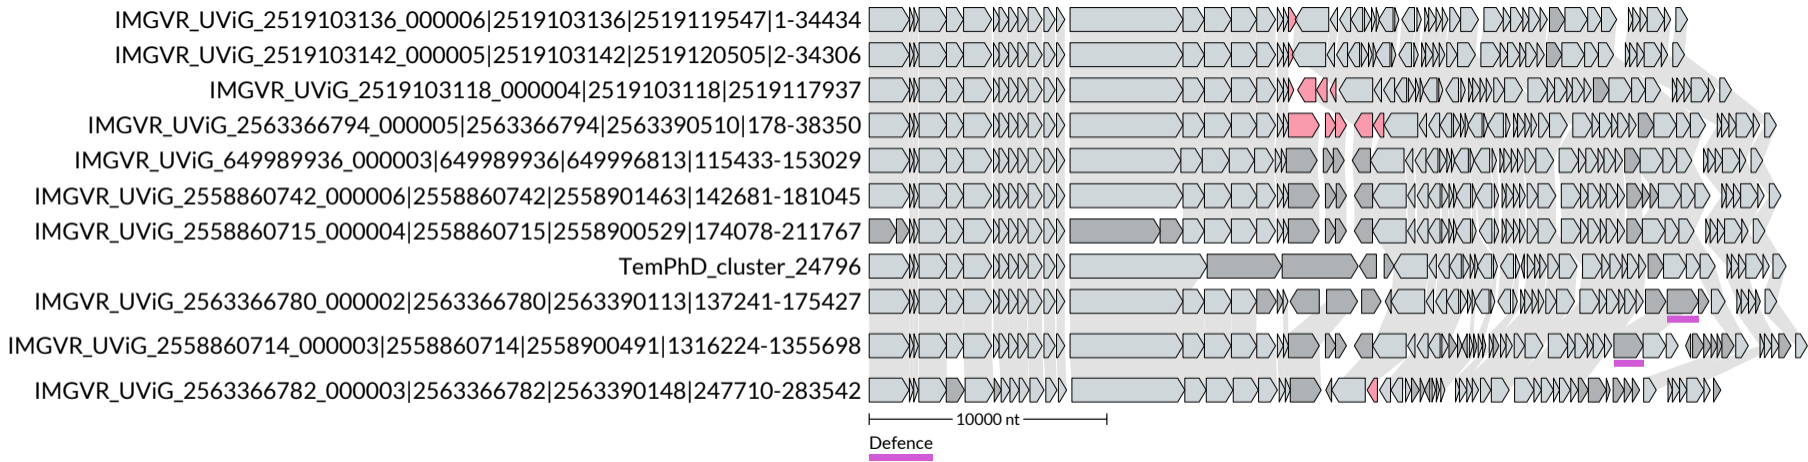 IMGVR_UViG_2519103136_000006|2519103136|2519119547|1-34434
IMGVR_UViG_2519103142_000005|2519103142|2519120505|2-34306
IMGVR_UViG_2519103118_000004|2519103118|2519117937
IMGVR_UViG_2563366794_000005|2563366794|2563390510|178-38350
IMGVR_UViG_649989936_000003|649989936|649996813|115433-153029
IMGVR_UViG_2558860742_000006|2558860742|2558901463|142681-181045
IMGVR_UViG_2558860715_000004|2558860715|2558900529|174078-211767
TemPhD_cluster_24796
IMGVR_UViG_2563366780_000002|2563366780|2563390113|137241-175427
IMGVR_UViG_2558860714_000003|2558860714|2558900491|1316224-1355698
IMGVR_UViG_2563366782_000003|2563366782|2563390148|247710-283542
10000 nt
Defence